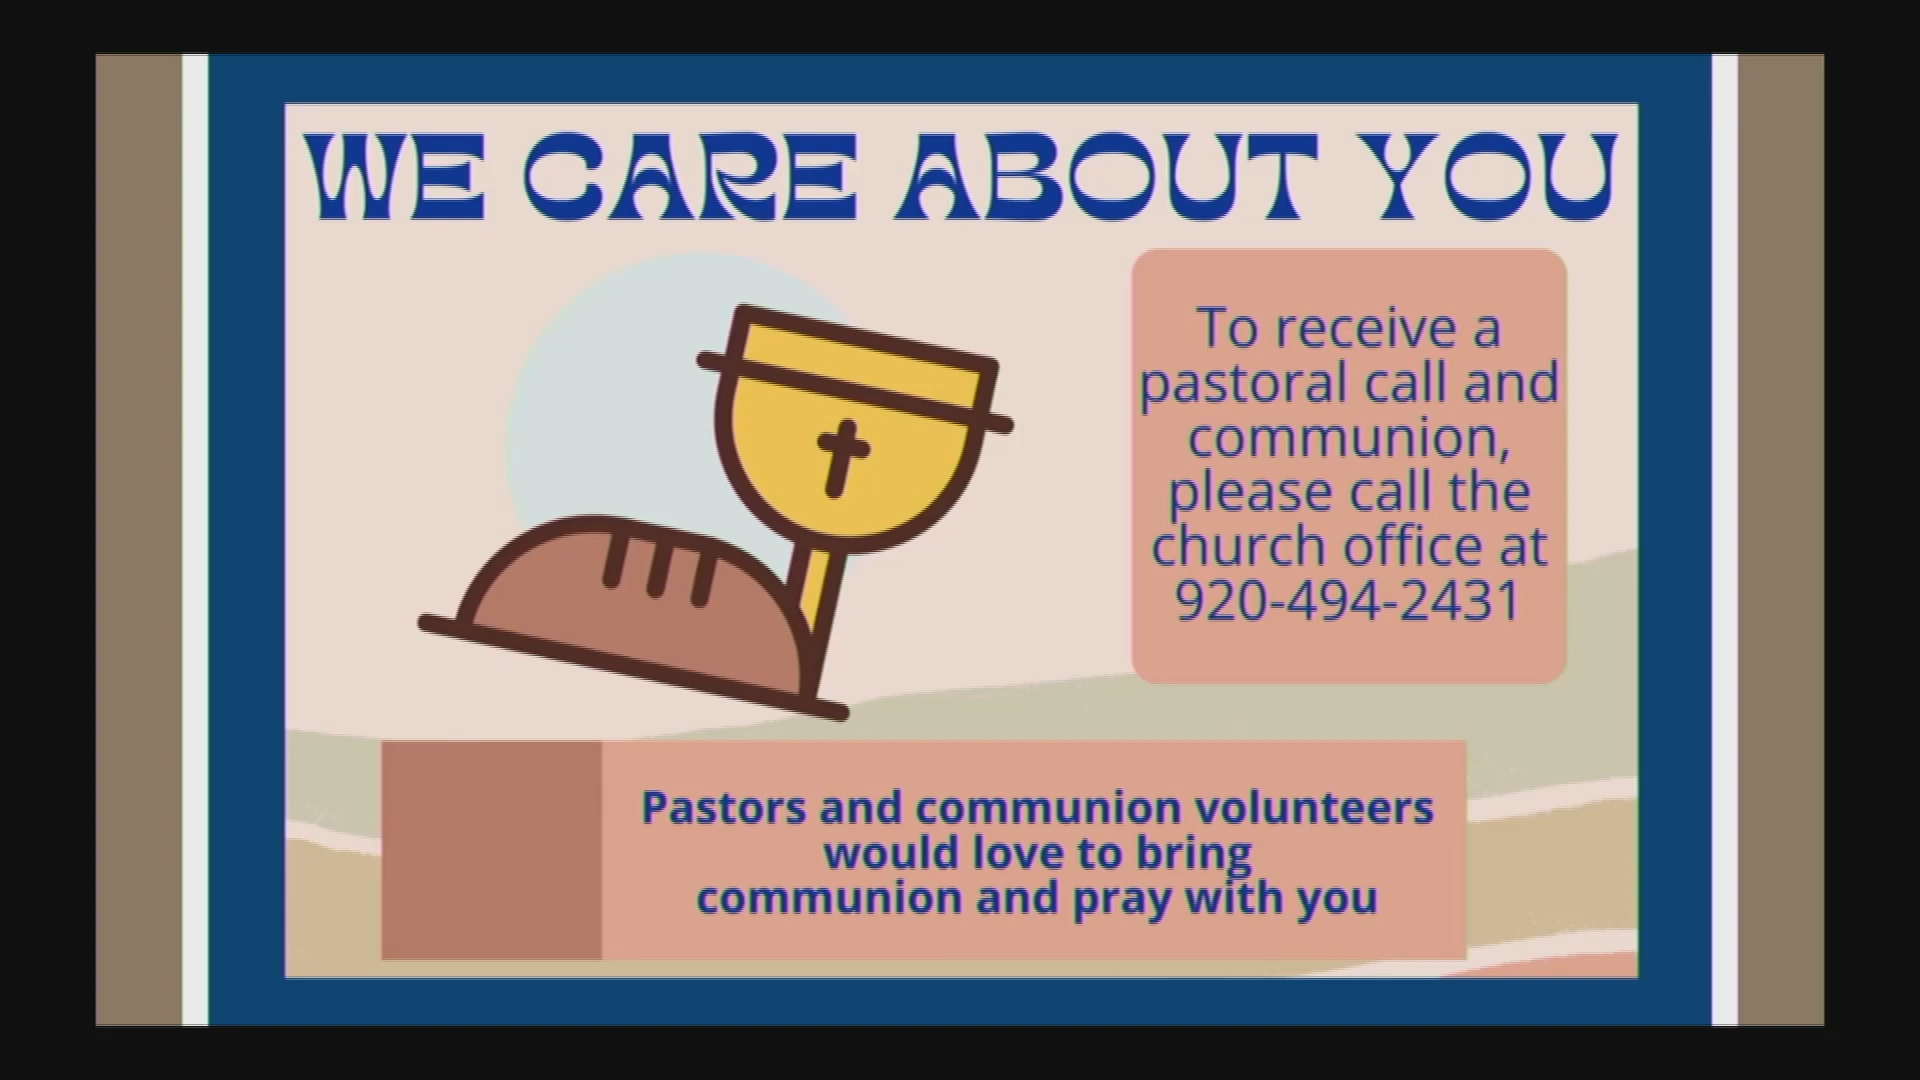 WE CARE ABOUT YOU
To receive a
pastoral call and
communion,
please call the
church office at
920-494-2431
Pastors and communion volunteers
would love to bring
communion and pray with you